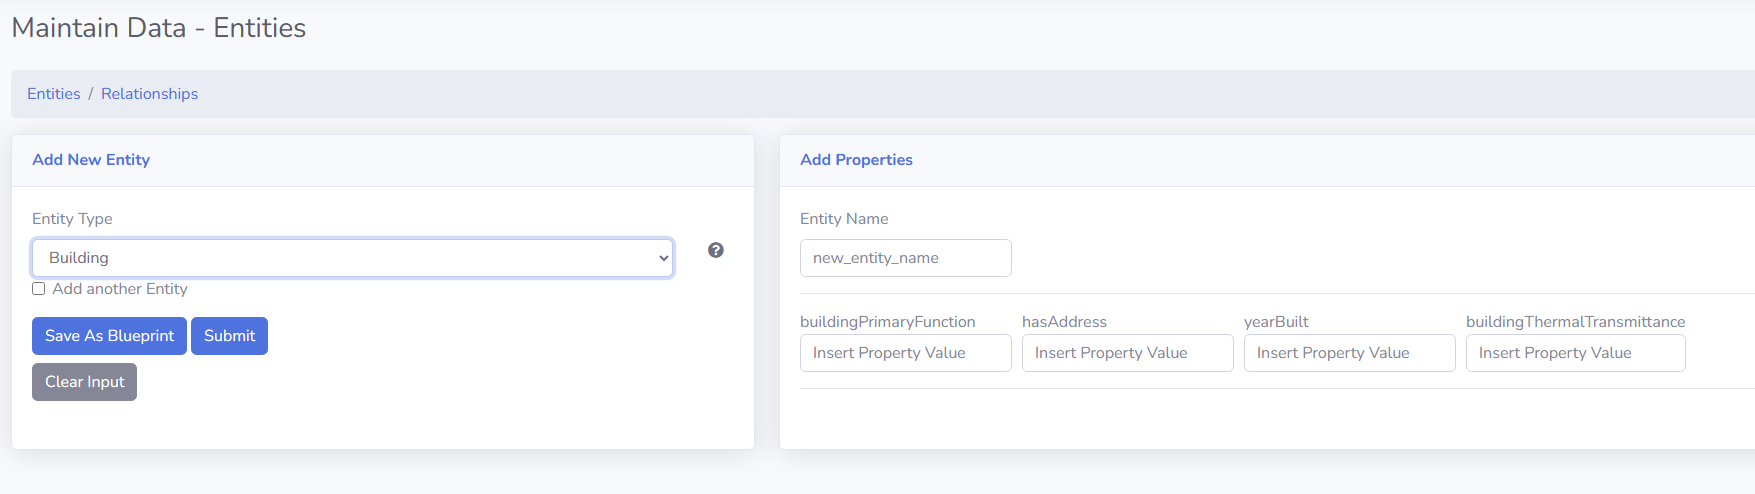 Maintain Data - Entities
Entities / Relationships
Add New Entity
Entity Type
Building
?
Add another Entity
Save As Blueprint Submit
Clear Input
Add Properties
Entity Name
new_entity_name
buildingPrimaryFunction hasAddress yearBuilt buildingThermalTransmittance
Insert Property Value Insert Property Value Insert Property Value Insert Property Value